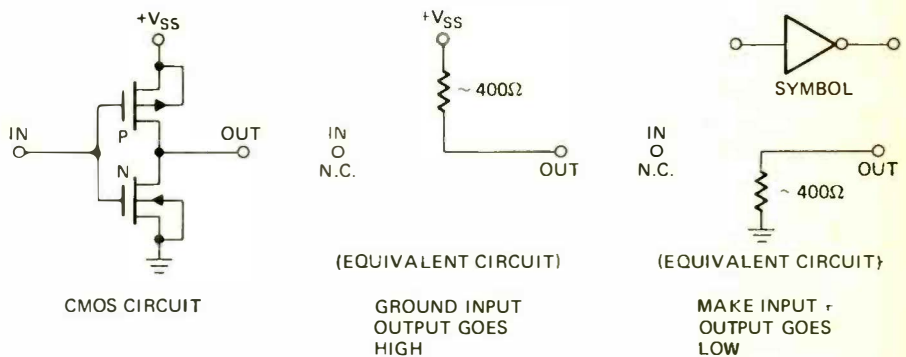 +VSS
IN
P
N
OUT
CMOS CIRCUIT
+VSS
~ 400Ω
IN
N.C.
OUT
(EQUIVALENT CIRCUIT)
GROUND INPUT
OUTPUT GOES
HIGH
SYMBOL
IN
N.C.
OUT
~ 400Ω
(EQUIVALENT CIRCUIT)
MAKE INPUT
OUTPUT GOES
LOW